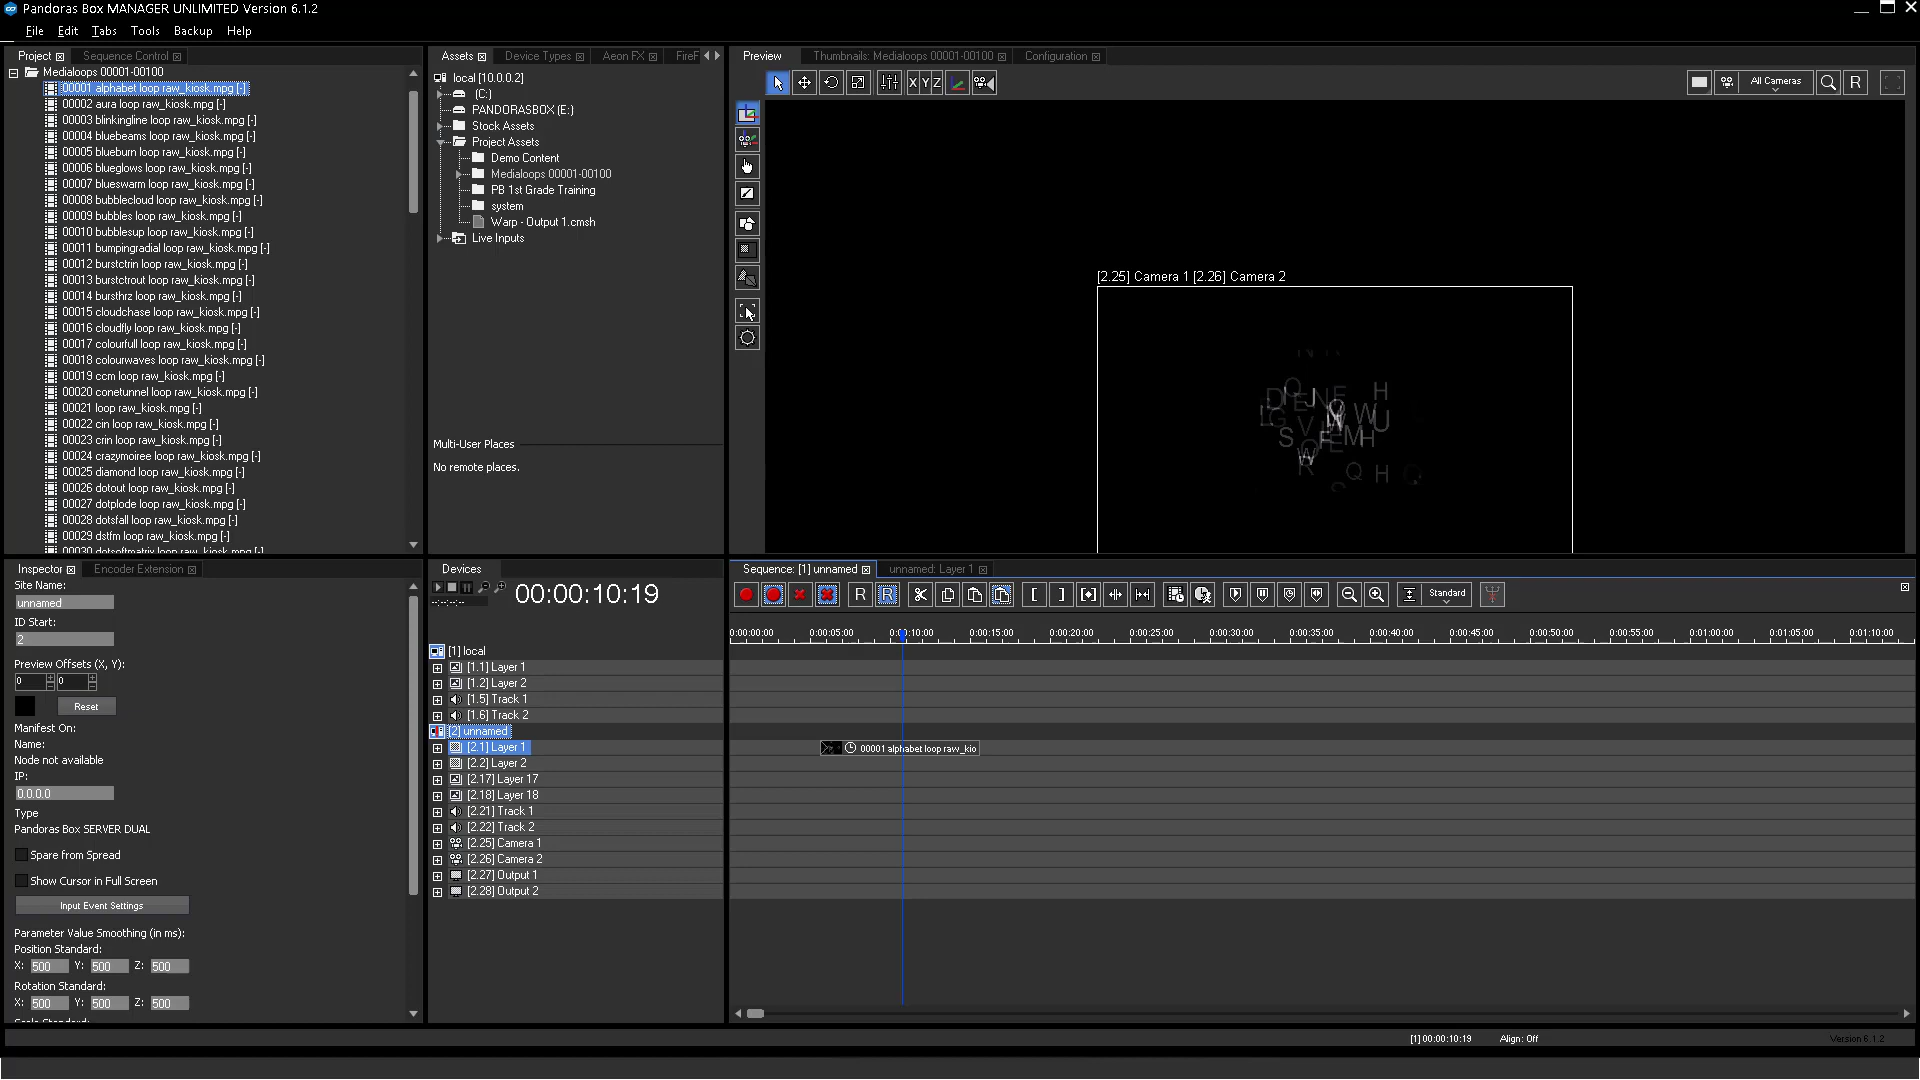 Pandoras Box MANAGER UNLIMITED Version 6.1.2
File Edit Tabs Tools Backup Help
Project Sequence Control
Medialoops 00001-00100
00001 alphabet loop raw_kiosk.mpg [-]
00002 aura loop raw_kiosk.mpg [-]
00003 blinkingline loop raw_kiosk.mpg [-]
00004 bluebeams loop raw_kiosk.mpg [-]
00005 blueburn loop raw_kiosk.mpg [-]
00006 blueglows loop raw_kiosk.mpg [-]
00007 blueswarm loop raw_kiosk.mpg [-]
00008 bubblecloud loop raw_kiosk.mpg [-]
00009 bubbles loop raw_kiosk.mpg [-]
00010 bubblesup loop raw_kiosk.mpg [-]
00011 bumpingradial loop raw_kiosk.mpg [-]
00012 burstctrin loop raw_kiosk.mpg [-]
00013 burstctrout loop raw_kiosk.mpg [-]
00014 bursthrz loop raw_kiosk.mpg [-]
00015 cloudchase loop raw_kiosk.mpg [-]
00016 cloudfly loop raw_kiosk.mpg [-]
00017 colourfull loop raw_kiosk.mpg [-]
00018 colourwaves loop raw_kiosk.mpg [-]
00019 ccm loop raw_kiosk.mpg [-]
00020 conetunnel loop raw_kiosk.mpg [-]
00021 loop raw_kiosk.mpg [-]
00022 cin loop raw_kiosk.mpg [-]
00023 crin loop raw_kiosk.mpg [-]
00024 crazymoiree loop raw_kiosk.mpg [-]
00025 diamond loop raw_kiosk.mpg [-]
00026 dotout loop raw_kiosk.mpg [-]
00027 dotplode loop raw_kiosk.mpg [-]
00028 dotsfall loop raw_kiosk.mpg [-]
00029 dstfm loop raw_kiosk.mpg [-]
00030 dotsoftmatrix loop raw_kiosk.mpg [-]
Assets Device Types Aeon FX FireF
local [10.0.0.2]
(C:)
PANDORASBOX (E:)
Stock Assets
Project Assets
Demo Content
Medialoops 00001-00100
PB 1st Grade Training
system
Warp - Output 1.cmsh
Live Inputs
Multi-User Places
No remote places.
Preview Thumbnails: Medialoops 00001-00100 Configuration
X Y Z
All Cameras
R
[2.25] Camera 1 [2.26] Camera 2
Inspector Encoder Extension
Site Name:
unnamed
ID Start:
2
Preview Offsets (X, Y):
0 0
Reset
Manifest On:
Name:
Node not available
IP:
0.0.0.0
Type
Pandoras Box SERVER DUAL
Spare from Spread
Show Cursor in Full Screen
Input Event Settings
Parameter Value Smoothing (in ms):
Position Standard:
X: 500 Y: 500 Z: 500
Rotation Standard:
X: 500 Y: 500 Z: 500
Devices
00:00:10:19
--:--:--:--
[1] local
[1.1] Layer 1
[1.2] Layer 2
[1.5] Track 1
[1.6] Track 2
[2] unnamed
[2.1] Layer 1
[2.2] Layer 2
[2.17] Layer 17
[2.18] Layer 18
[2.21] Track 1
[2.22] Track 2
[2.25] Camera 1
[2.26] Camera 2
[2.27] Output 1
[2.28] Output 2
Sequence: [1] unnamed unnamed: Layer 1
R R
Standard
0:00:00:00 0:00:05:00 0:00:10:00 0:00:15:00 0:00:20:00 0:00:25:00 0:00:30:00 0:00:35:00 0:00:40:00 0:00:45:00 0:00:50:00 0:00:55:00 0:01:00:00 0:01:05:00 0:01:10:00
00001 alphabet loop raw_kio
[1] 00:00:10:19 Align: Off
Version 6.1.2